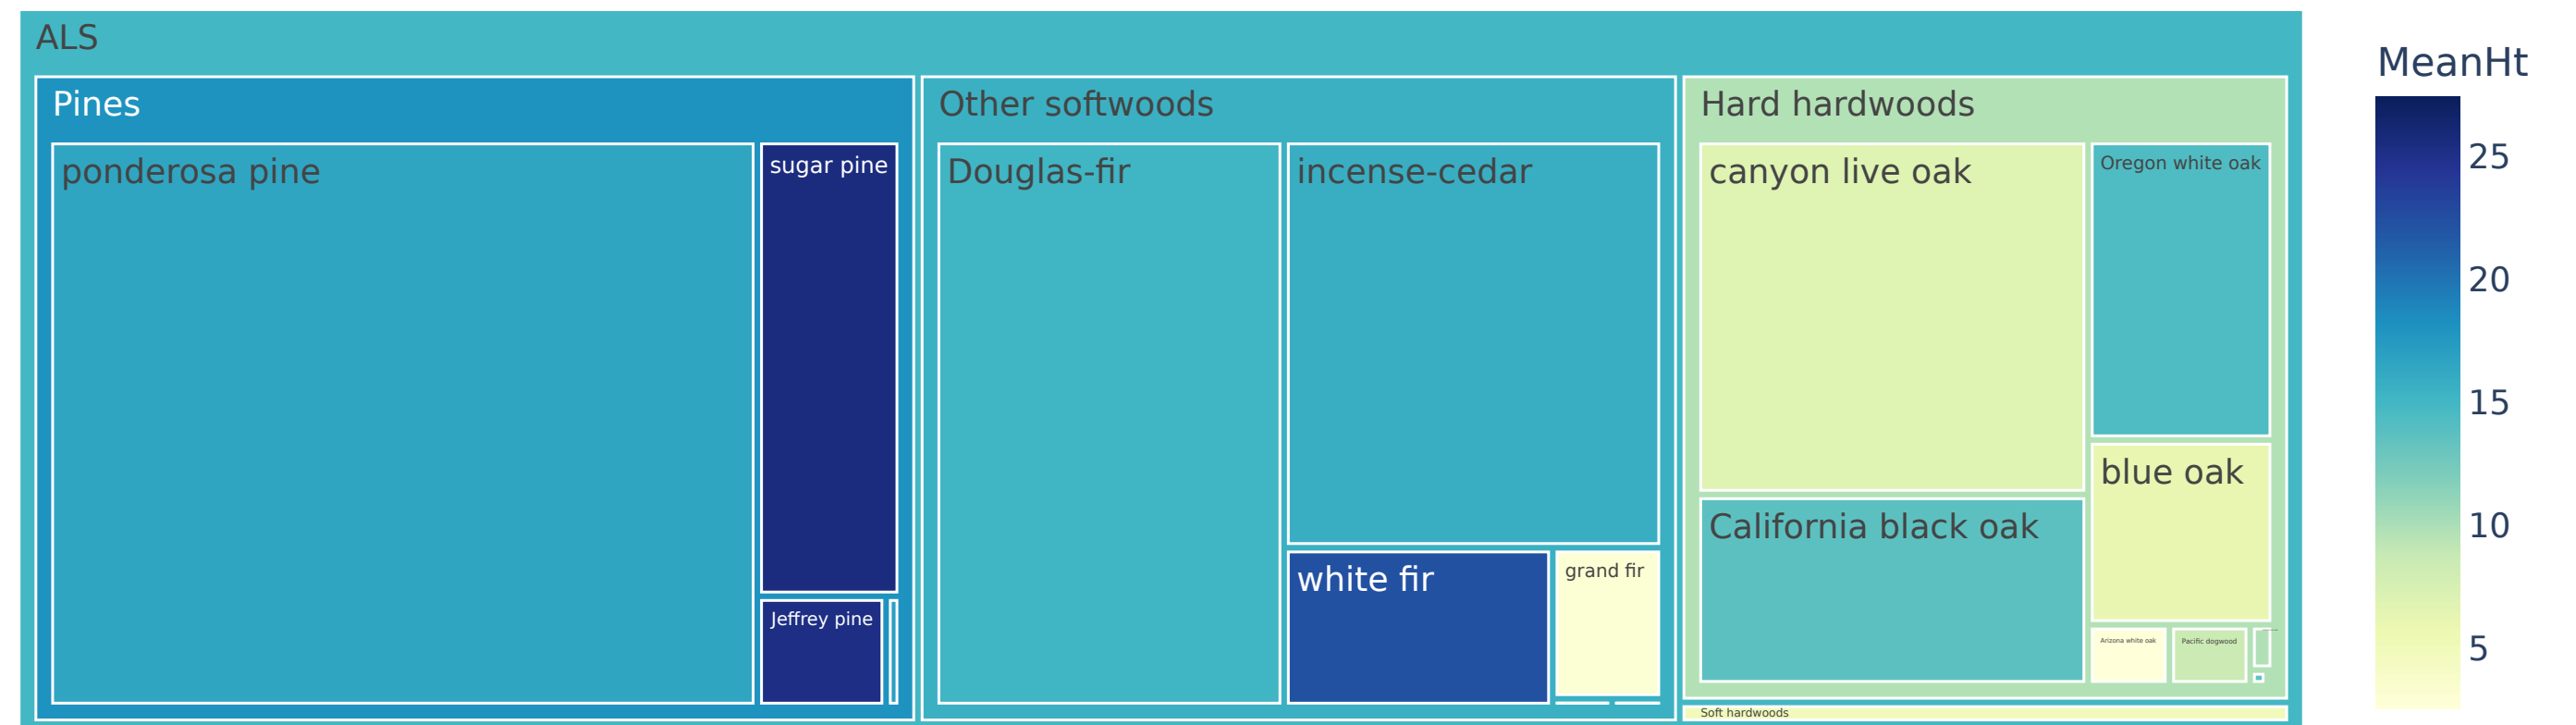 ALS
Pines
ponderosa pine
sugar pine
Jeffrey pine
Other softwoods
Douglas-fir
incense-cedar
white fir
grand fir
Hard hardwoods
canyon live oak
Oregon white oak
California black oak
blue oak
Arizona white oak
Pacific dogwood
Soft hardwoods
MeanHt
25
20
15
10
5